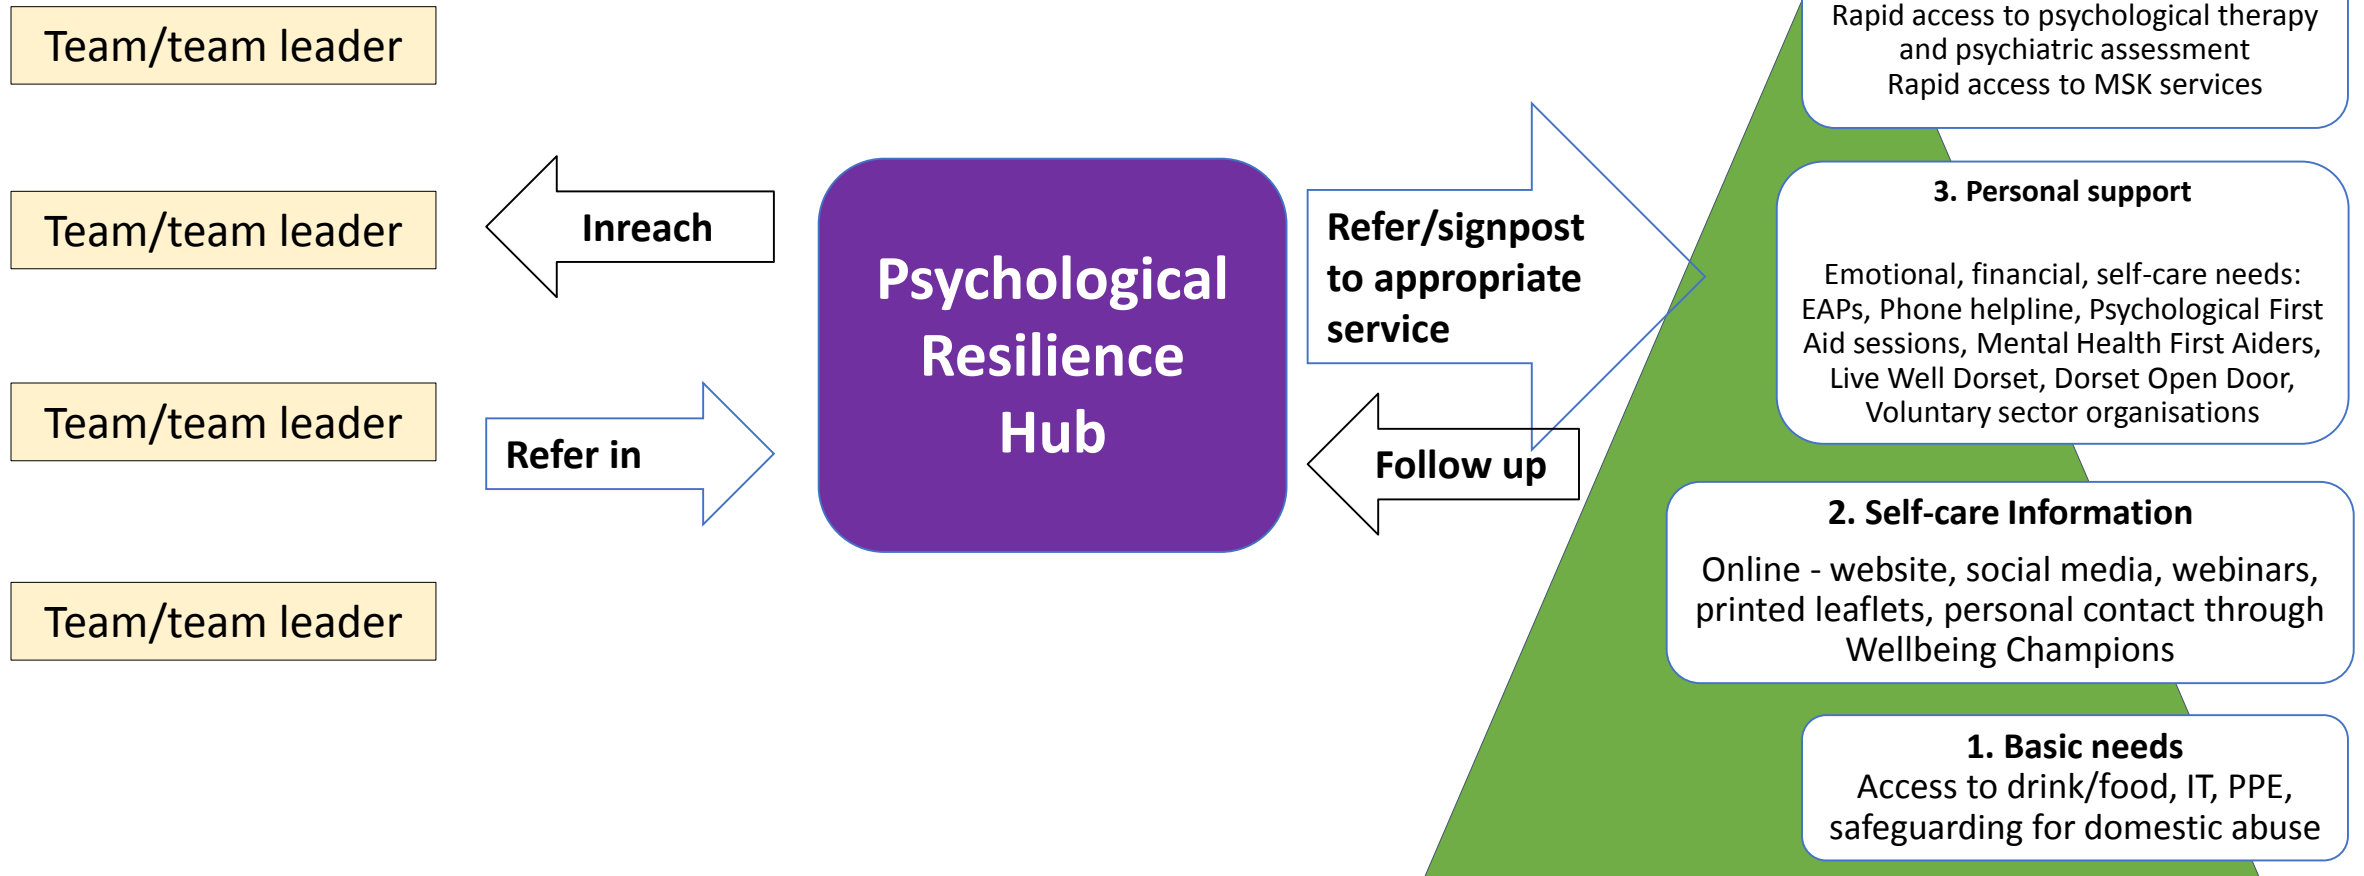 Team/team leader
Team/team leader
Team/team leader
Team/team leader
Inreach
Refer in
Psychological
Resilience
Hub
Refer/signpost
to appropriate
service
Follow up
Rapid access to psychological therapy
and psychiatric assessment
Rapid access to MSK services
3. Personal support
Emotional, financial, self-care needs:
EAPs, Phone helpline, Psychological First
Aid sessions, Mental Health First Aiders,
Live Well Dorset, Dorset Open Door,
Voluntary sector organisations
2. Self-care Information
Online - website, social media, webinars,
printed leaflets, personal contact through
Wellbeing Champions
1. Basic needs
Access to drink/food, IT, PPE,
safeguarding for domestic abuse